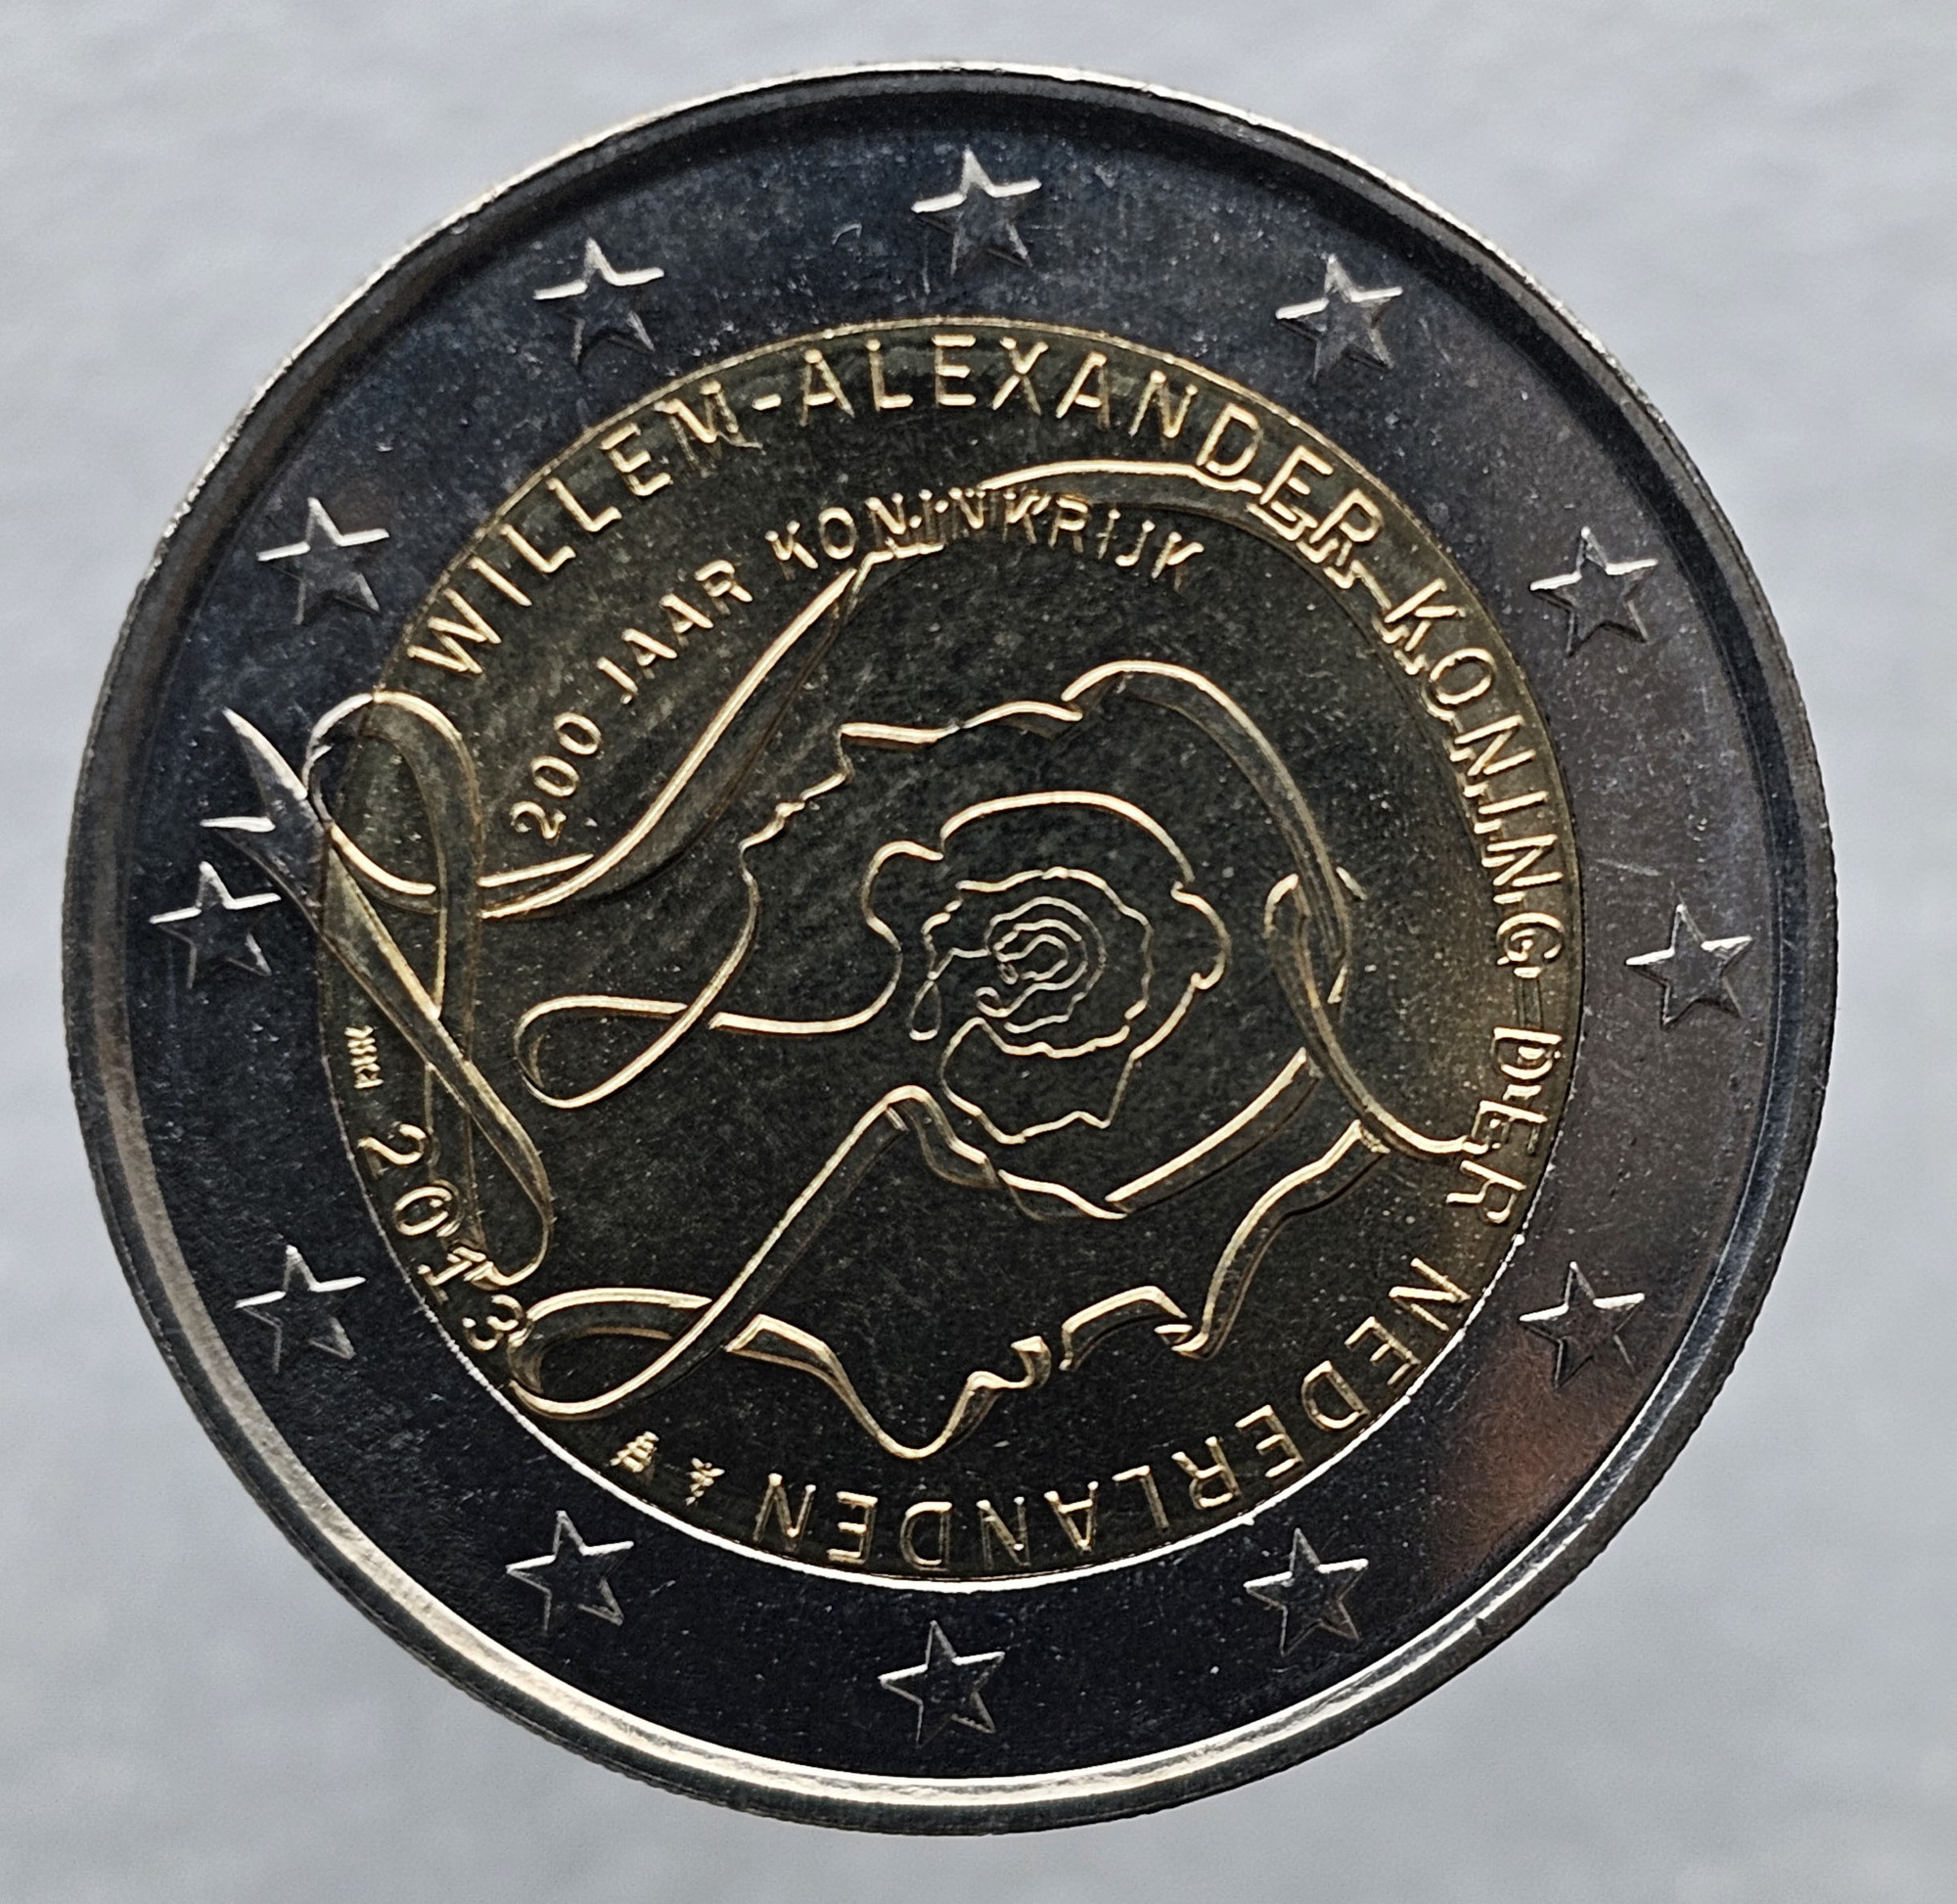 WILLEM-ALEXANDER KONING DER NEDERLANDEN
200 JAAR KONINKRIJK
2013